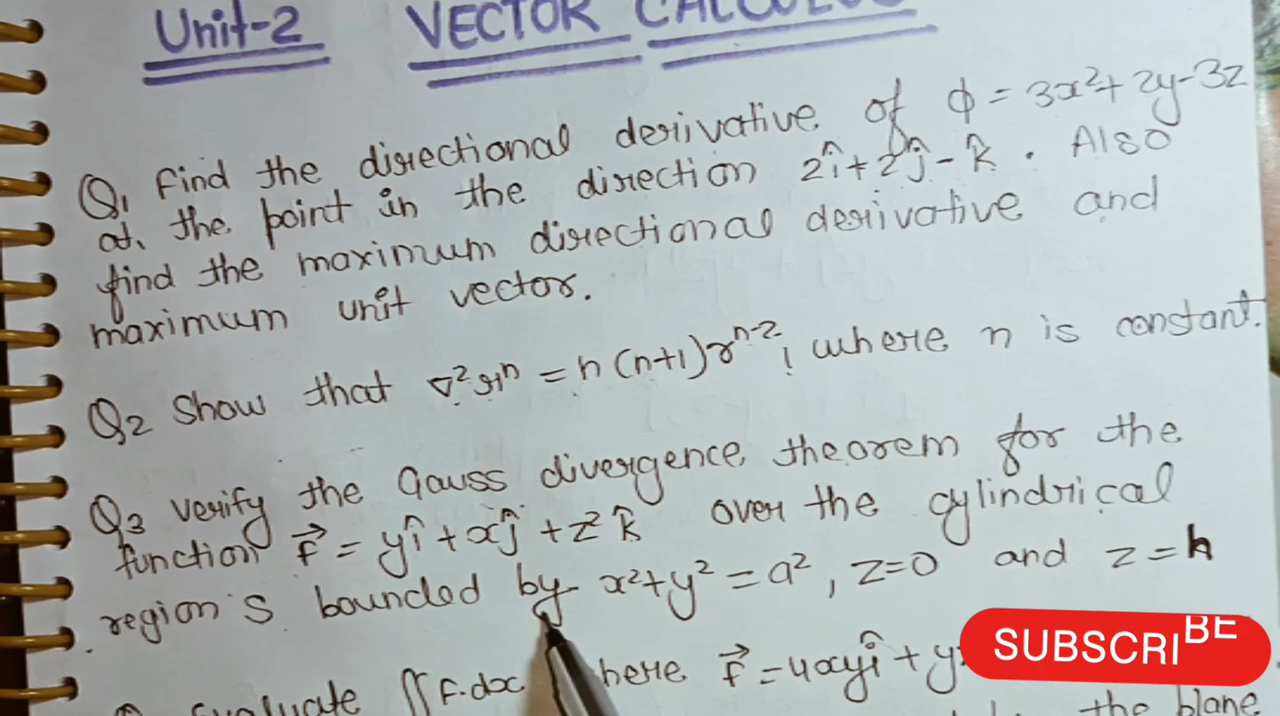 Unit-2 VECTOR CALCULUS
Q1 Find the directional derivative of ϕ = 3x²+2y-3z
at the point in the direction 2î+2ĵ-k̂. Also
find the maximum directional derivative and
maximum unit vector.
Q2 Show that ∇²rⁿ = n(n+1)rⁿ⁻², where n is constant.
Q3 Verify the Gauss divergence theorem for the
function F⃗ = yî+xĵ+z²k̂ over the cylindrical
region S bounded by x²+y²=a², z=0 and z=h
Evaluate ∬F.dx here F⃗=4xyî+y
the plane
SUBSCRIBE